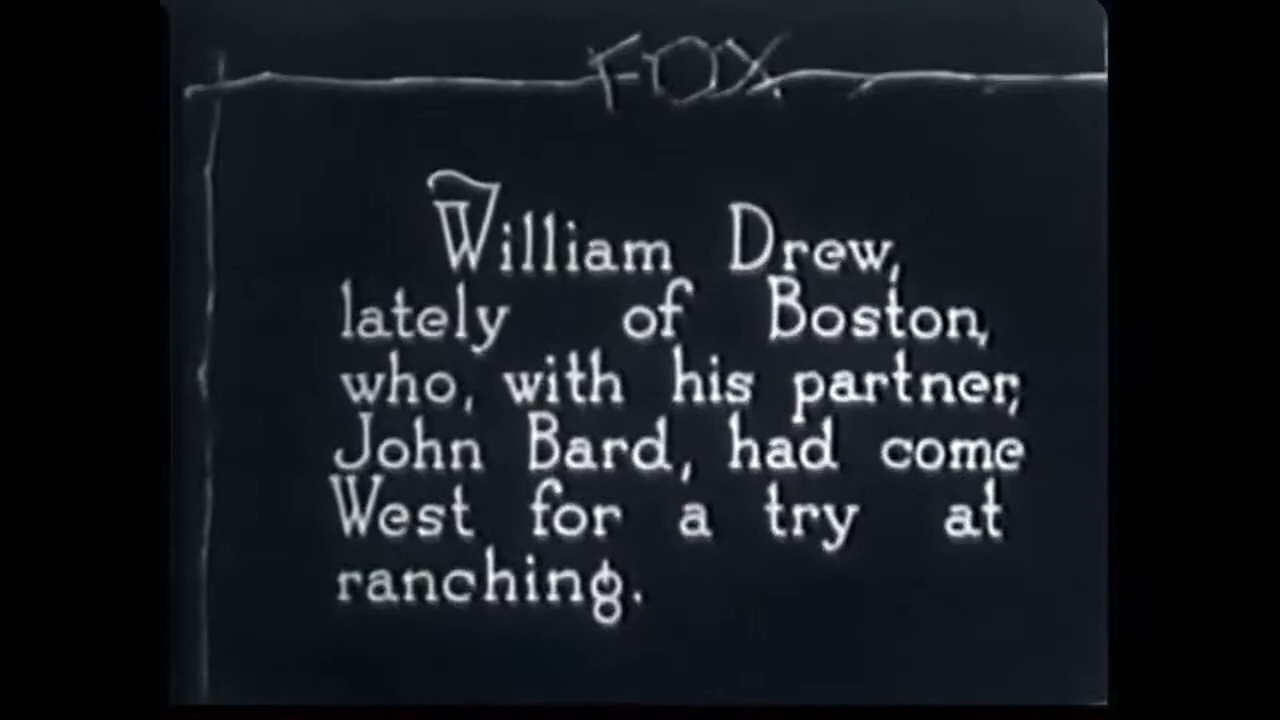 FOX
William Drew,
lately of Boston,
who, with his partner,
John Bard, had come
West for a try at
ranching.